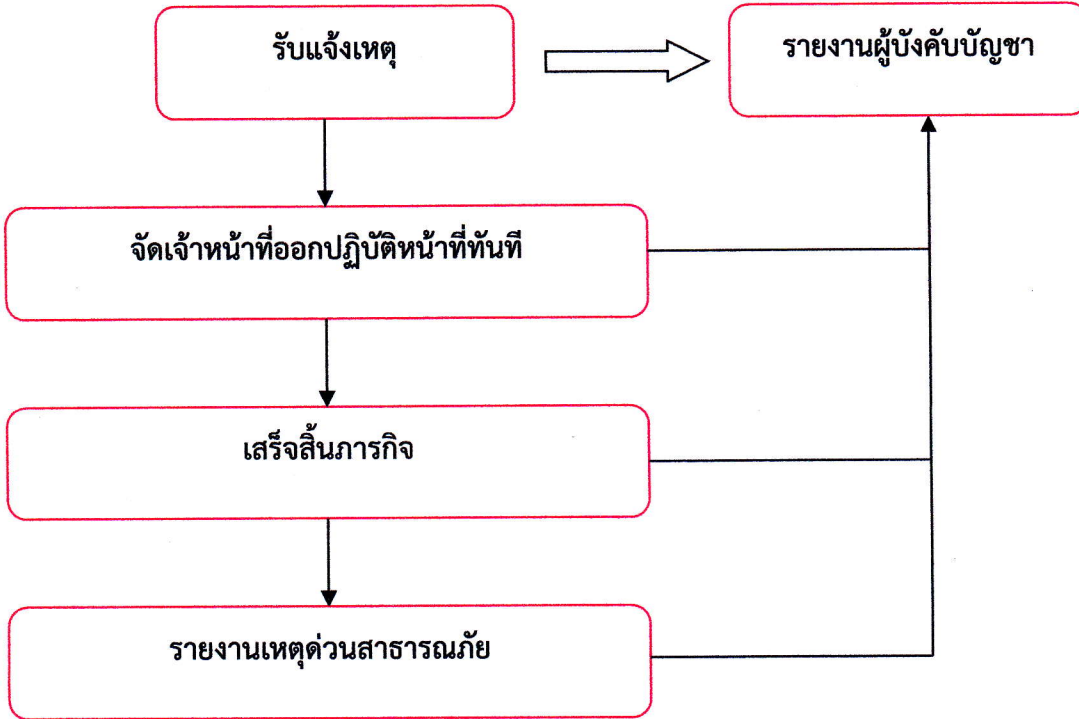 รับแจ้งเหตุ
รายงานผู้บังคับบัญชา
จัดเจ้าหน้าที่ออกปฏิบัติหน้าที่ทันที
เสร็จสิ้นภารกิจ
รายงานเหตุด่วนสาธารณภัย